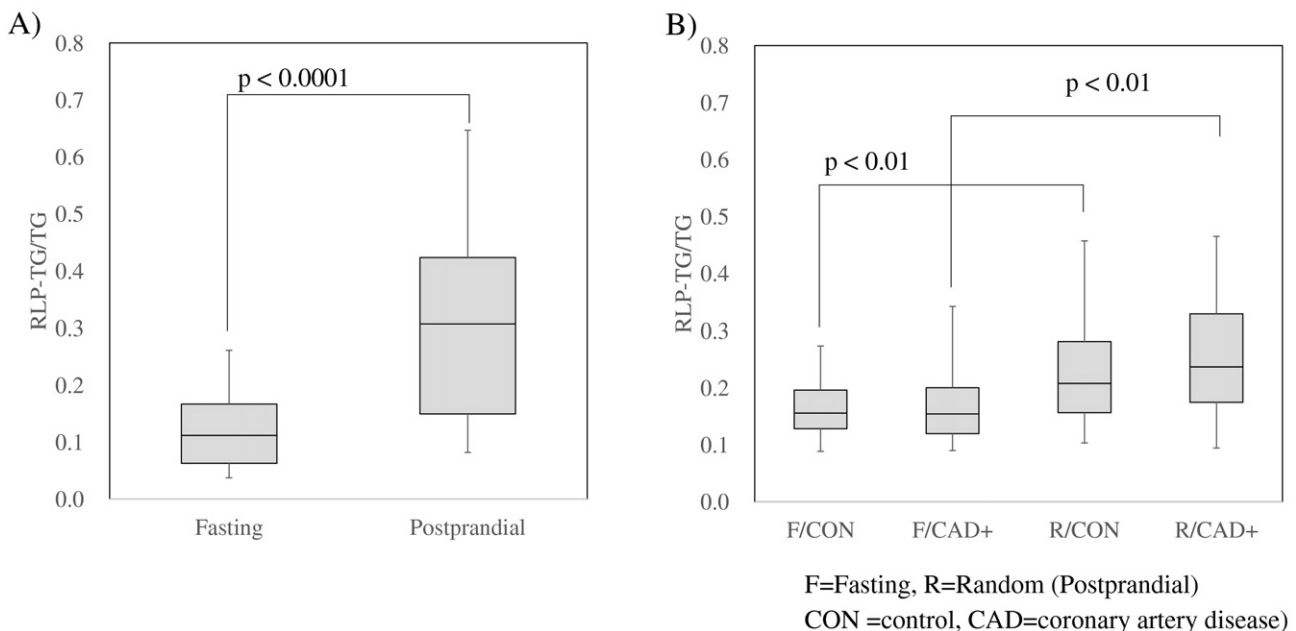 A)
0.8
p < 0.0001
0.7
0.6
0.5
RLP-TG/TG
0.4
0.3
0.2
0.1
0.0
Fasting Postprandial
B)
0.8
p < 0.01
0.7
0.6
p < 0.01
0.5
RLP-TG/TG
0.4
0.3
0.2
0.1
0.0
F/CON F/CAD+ R/CON R/CAD+
F=Fasting, R=Random (Postprandial)
CON =control, CAD=coronary artery disease)